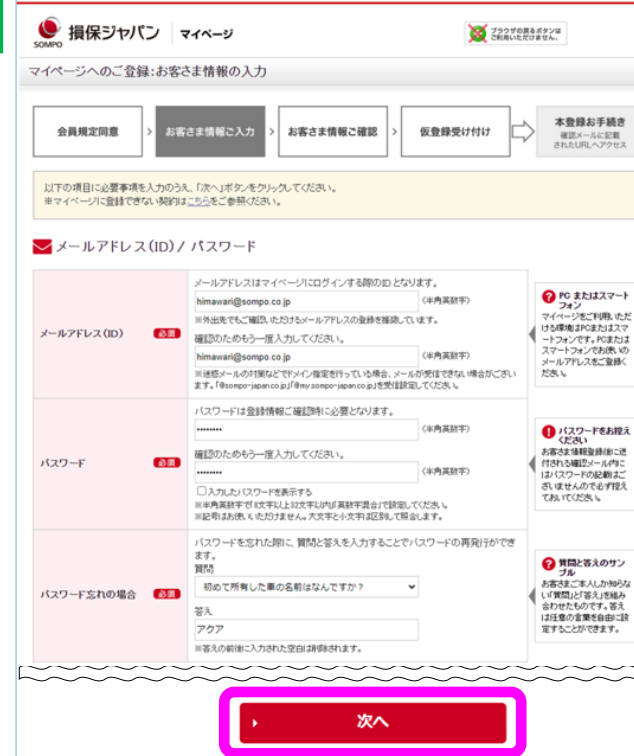 SOMPO 損保ジャパン マイページ
ブラウザの戻るボタンは
ご利用いただけません。
マイページへのご登録:お客さま情報の入力
会員規定同意 > お客さま情報ご入力 > お客さま情報ご確認 > 仮登録受け付け
本登録お手続き
確認メールに記載
されたURLへアクセス
以下の項目に必要事項を入力のうえ、「次へ」ボタンをクリックしてください。
※マイページに登録できない契約はこちらをご参照ください。
メールアドレス(ID) / パスワード
メールアドレス(ID) 必須
メールアドレスはマイページにログインする際のIDとなります。
himawari@sompo.co.jp (半角英数字)
※外出先でもご確認いただけるメールアドレスの登録を推奨しています。
確認のためもう一度入力してください。
himawari@sompo.co.jp (半角英数字)
※迷惑メールの対策などでドメイン指定を行っている場合、メールが受信できない場合がござい
ます。「@sompo-japan.co.jp」「@my.sompo-japan.co.jp」を受信設定してください。
? PC またはスマート
フォン
マイページをご利用いただ
ける環境はPCまたはスマ
ートフォンです。PCまたは
スマートフォンでお使いの
メールアドレスをご登録く
ださい。
パスワード 必須
パスワードは登録情報ご確認時に必要となります。
•••••••• (半角英数字)
確認のためもう一度入力してください。
•••••••• (半角英数字)
入力したパスワードを表示する
※半角英数字で「8文字以上32文字以内」「英数字混合」で設定してください。
※記号はお使いいただけません。大文字と小文字は区別して照合します。
! パスワードをお控え
ください
お客さま情報登録後に送
付される確認メール内に
はパスワードの記載はご
ざいませんので必ず控え
ておいてください。
パスワード忘れの場合 必須
パスワードを忘れた際に、質問と答えを入力することでパスワードの再発行ができ
ます。
質問
初めて所有した車の名前はなんですか?
答え
アクア
※答えの前後に入力された空白は削除されます。
? 質問と答えのサン
プル
お客さまご本人しか知らな
い「質問」と「答え」を組み
合わせたものです。答え
は任意の言葉を自由に設
定することができます。
次へ